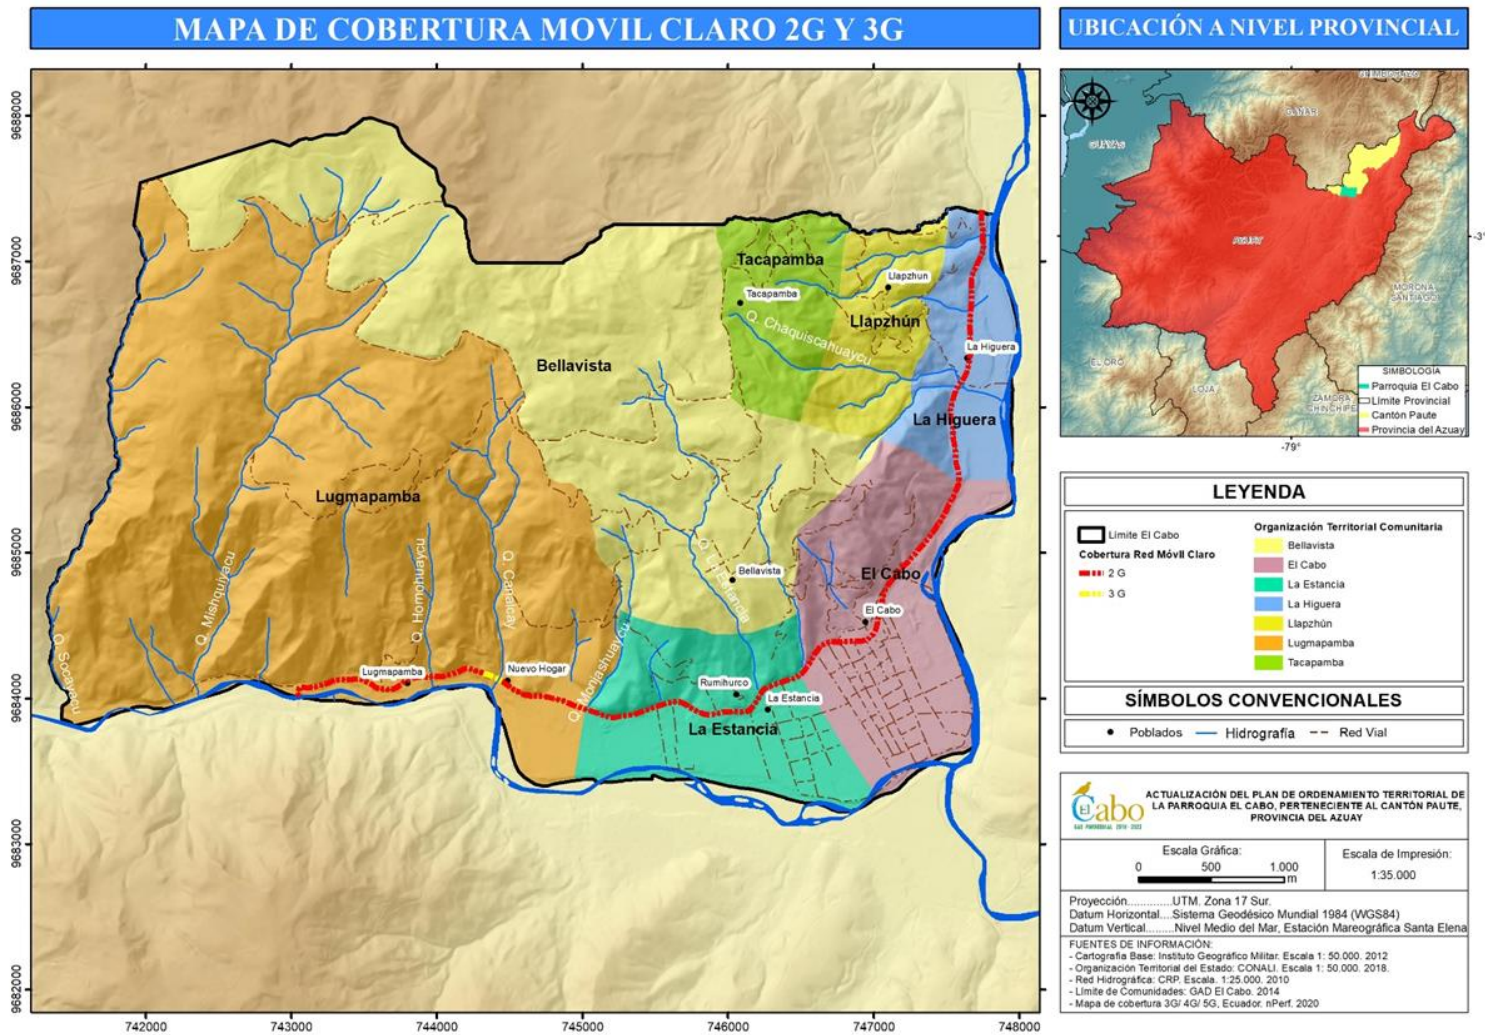 MAPA DE COBERTURA MOVIL CLARO 2G Y 3G
UBICACIÓN A NIVEL PROVINCIAL
9688000
9687000
9686000
9685000
9684000
9683000
9682000
742000
743000
744000
745000
746000
747000
748000
Tacapamba
Tacapamba
Llapzhun
Llapzhún
Q. Chaquiscahuaycu
La Higuera
La Higuera
Bellavista
Lugmapamba
Bellavista
El Cabo
El Cabo
Q. Mishquiyacu
Q. Homohuaycu
Q. Canalcay
Q. La Estancia
Q. Monjashuaycu
Q. Socayacu
Lugmapamba
Nuevo Hogar
Rumihurco
La Estancia
La Estancia
CAÑAR
GUAYAS
AZUAY
MORONA
SANTIAGO
EL ORO
LOJA
ZAMORA
CHINCHIPE
-3°
-79°
SIMBOLOGÍA
Parroquia El Cabo
Límite Provincial
Cantón Paute
Provincia del Azuay
LEYENDA
Límite El Cabo
Cobertura Red Móvil Claro
2 G
3 G
Organización Territorial Comunitaria
Bellavista
El Cabo
La Estancia
La Higuera
Llapzhún
Lugmapamba
Tacapamba
SÍMBOLOS CONVENCIONALES
Poblados Hidrografía Red Vial
El Cabo
ACTUALIZACIÓN DEL PLAN DE ORDENAMIENTO TERRITORIAL DE
LA PARROQUIA EL CABO, PERTENECIENTE AL CANTÓN PAUTE,
PROVINCIA DEL AZUAY
Escala Gráfica:
0 500 1.000
m
Escala de Impresión:
1:35.000
Proyección.............UTM. Zona 17 Sur.
Datum Horizontal....Sistema Geodésico Mundial 1984 (WGS84)
Datum Vertical.........Nivel Medio del Mar, Estación Mareográfica Santa Elena
FUENTES DE INFORMACIÓN:
- Cartografía Base: Instituto Geográfico Militar. Escala 1: 50.000. 2012
- Organización Territorial del Estado: CONALI. Escala 1: 50.000. 2018.
- Red Hidrográfica: CRP. Escala. 1:25.000. 2010
- Límite de Comunidades: GAD El Cabo. 2014
- Mapa de cobertura 3G/ 4G/ 5G, Ecuador. nPerf. 2020